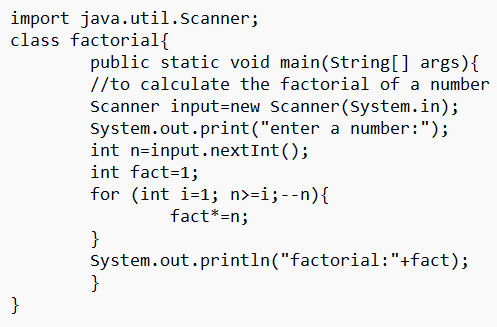 import java.util.Scanner;
class factorial{
public static void main(String[] args){
//to calculate the factorial of a number
Scanner input=new Scanner(System.in);
System.out.print("enter a number:");
int n=input.nextInt();
int fact=1;
for (int i=1; n>=i;--n){
fact*=n;
}
System.out.println("factorial:"+fact);
}
}